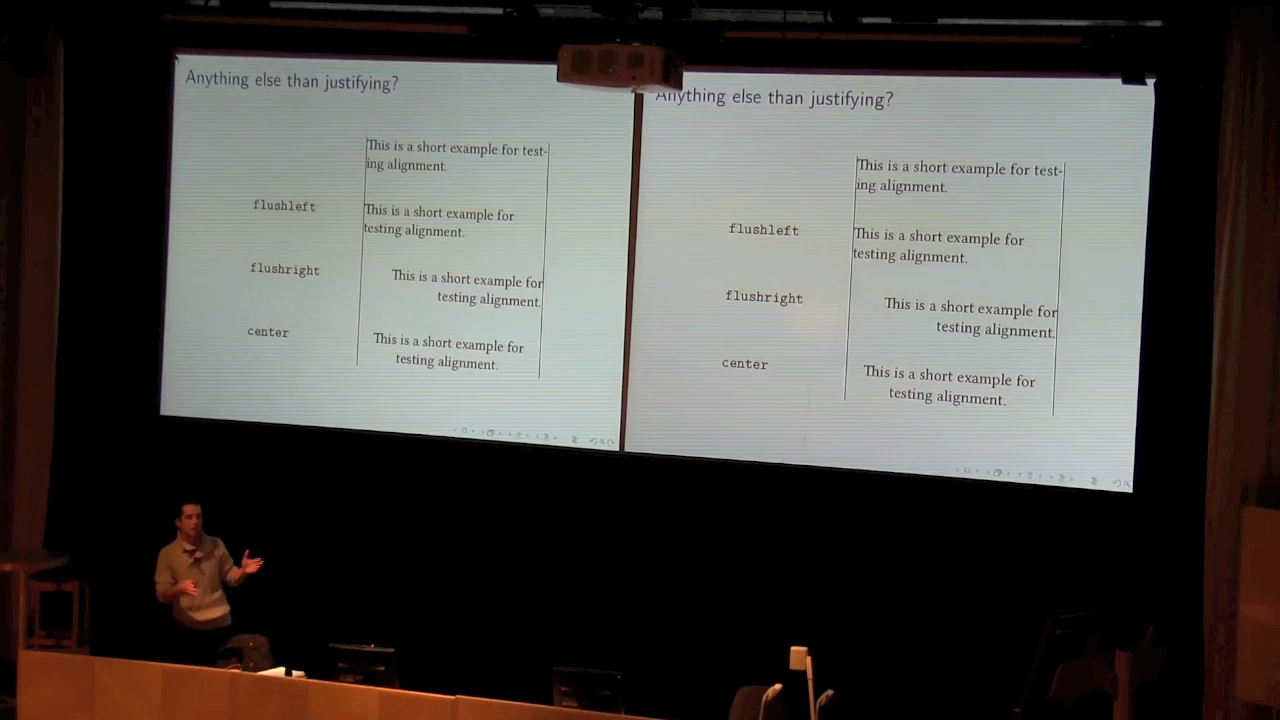 Anything else than justifying?
This is a short example for test-
ing alignment.
flushleft
This is a short example for
testing alignment.
flushright
This is a short example for
testing alignment.
center
This is a short example for
testing alignment.
Anything else than justifying?
This is a short example for test-
ing alignment.
flushleft
This is a short example for
testing alignment.
flushright
This is a short example for
testing alignment.
center
This is a short example for
testing alignment.